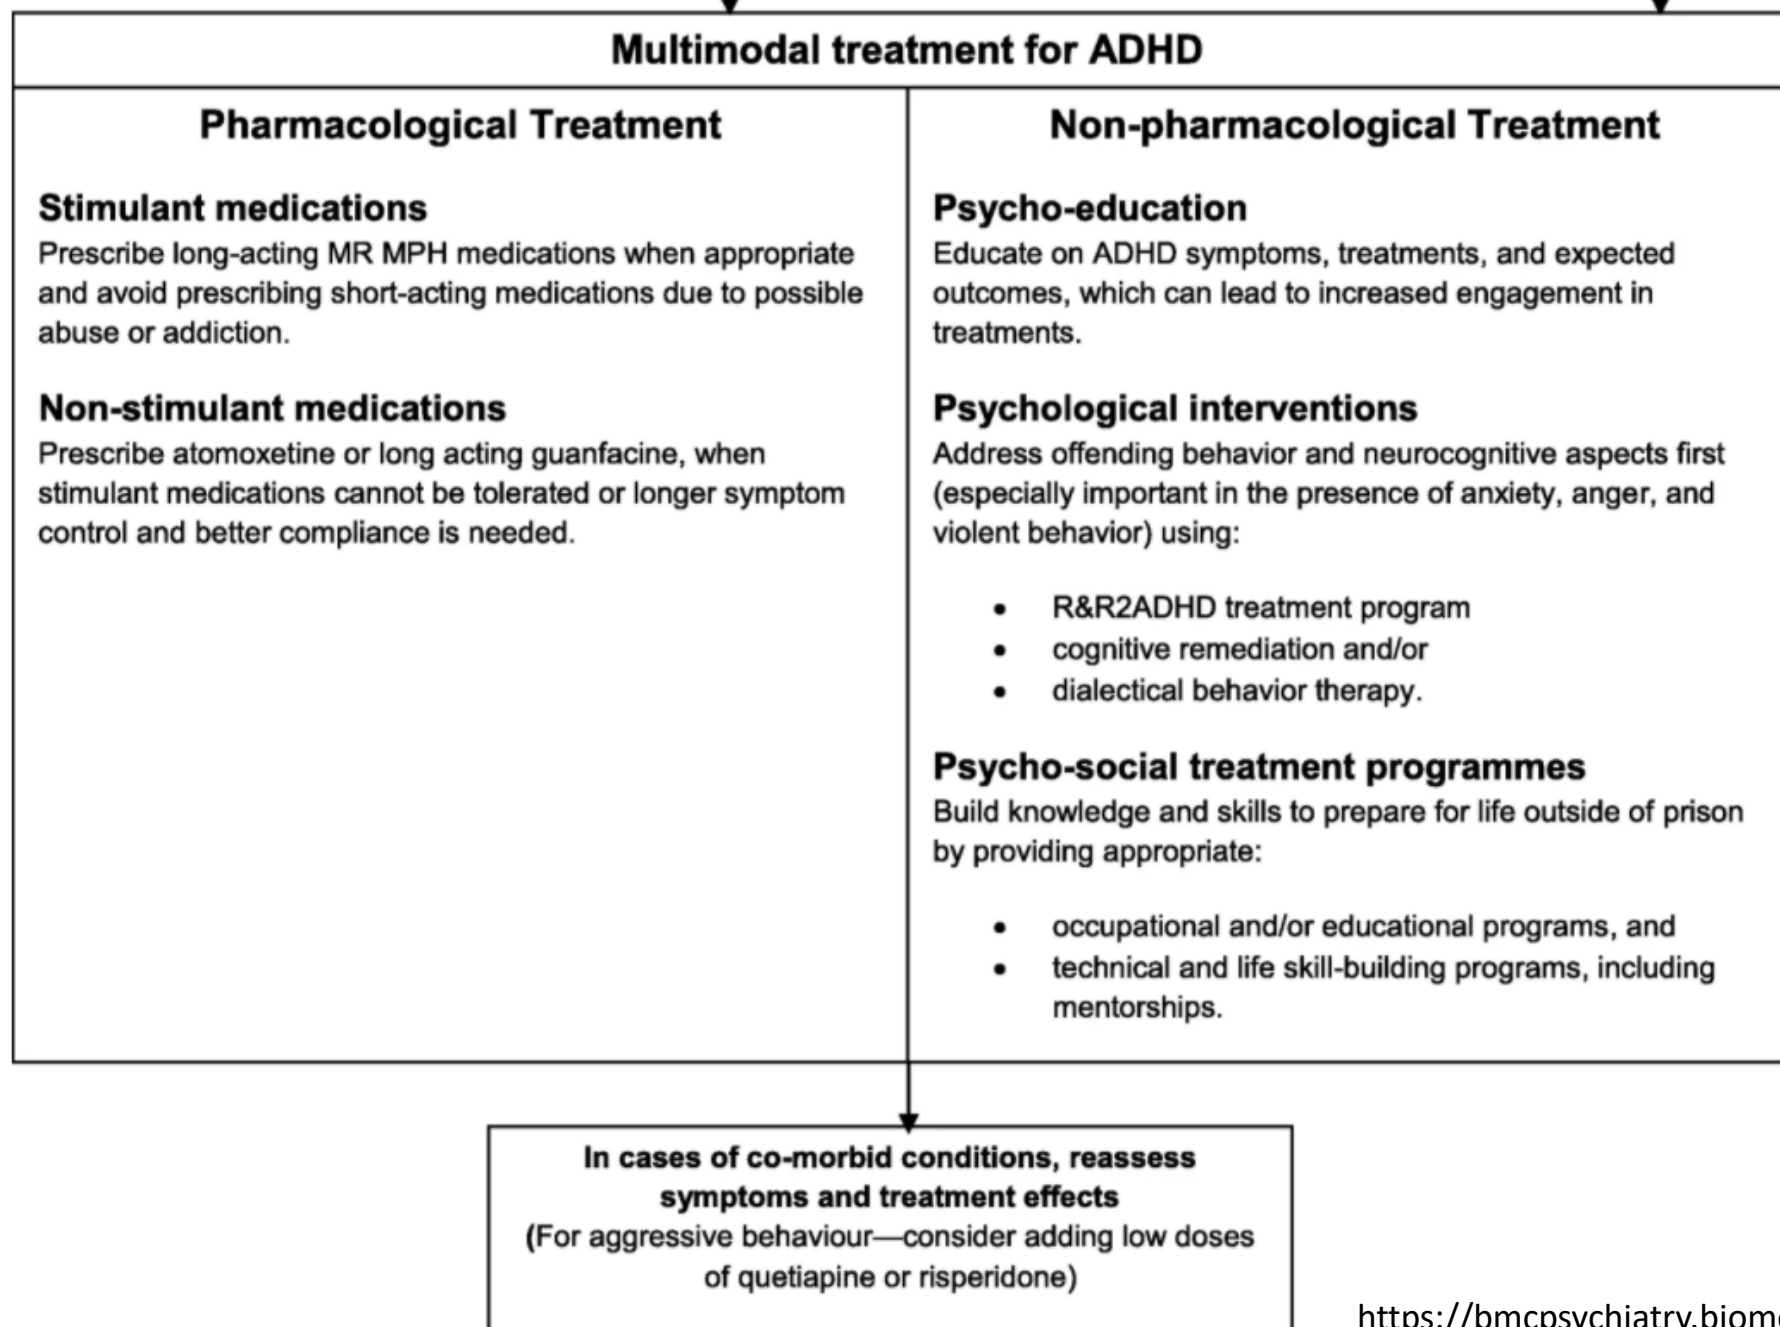 Multimodal treatment for ADHD
Pharmacological Treatment
Stimulant medications
Prescribe long-acting MR MPH medications when appropriate
and avoid prescribing short-acting medications due to possible
abuse or addiction.
Non-stimulant medications
Prescribe atomoxetine or long acting guanfacine, when
stimulant medications cannot be tolerated or longer symptom
control and better compliance is needed.
Non-pharmacological Treatment
Psycho-education
Educate on ADHD symptoms, treatments, and expected
outcomes, which can lead to increased engagement in
treatments.
Psychological interventions
Address offending behavior and neurocognitive aspects first
(especially important in the presence of anxiety, anger, and
violent behavior) using:
• R&R2ADHD treatment program
• cognitive remediation and/or
• dialectical behavior therapy.
Psycho-social treatment programmes
Build knowledge and skills to prepare for life outside of prison
by providing appropriate:
• occupational and/or educational programs, and
• technical and life skill-building programs, including
mentorships.
In cases of co-morbid conditions, reassess
symptoms and treatment effects
(For aggressive behaviour—consider adding low doses
of quetiapine or risperidone)
https://bmcpsychiatry.biom